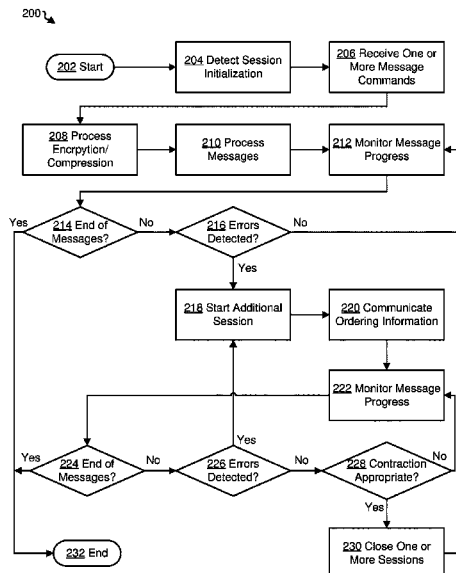 200
202 Start
204 Detect Session
Initialization
206 Receive One or
More Message
Commands
208 Process
Encrpytion/
Compression
210 Process
Messages
212 Monitor Message
Progress
Yes
214 End of
Messages?
No
216 Errors
Detected?
No
Yes
218 Start Additional
Session
220 Communicate
Ordering Information
222 Monitor Message
Progress
Yes
224 End of
Messages?
No
Yes
226 Errors
Detected?
No
228 Contraction
Appropriate?
No
Yes
232 End
230 Close One or
More Sessions